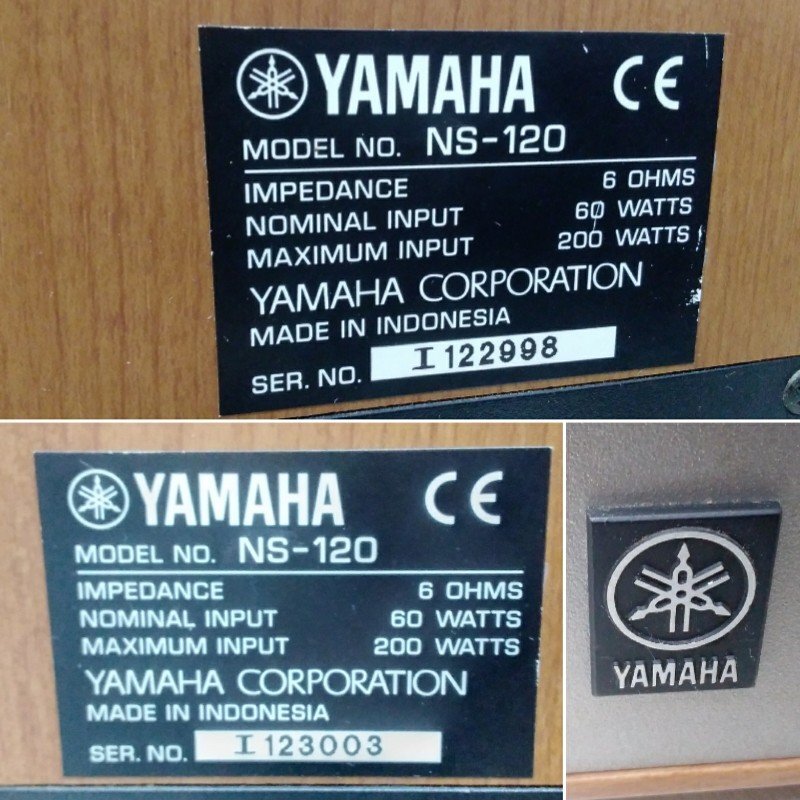 YAMAHA CE
MODEL NO. NS-120
IMPEDANCE 6 OHMS
NOMINAL INPUT 60 WATTS
MAXIMUM INPUT 200 WATTS
YAMAHA CORPORATION
MADE IN INDONESIA
SER. NO. I 122998
YAMAHA CE
MODEL NO. NS-120
IMPEDANCE 6 OHMS
NOMINAL INPUT 60 WATTS
MAXIMUM INPUT 200 WATTS
YAMAHA CORPORATION
MADE IN INDONESIA
SER. NO. I 123003
YAMAHA